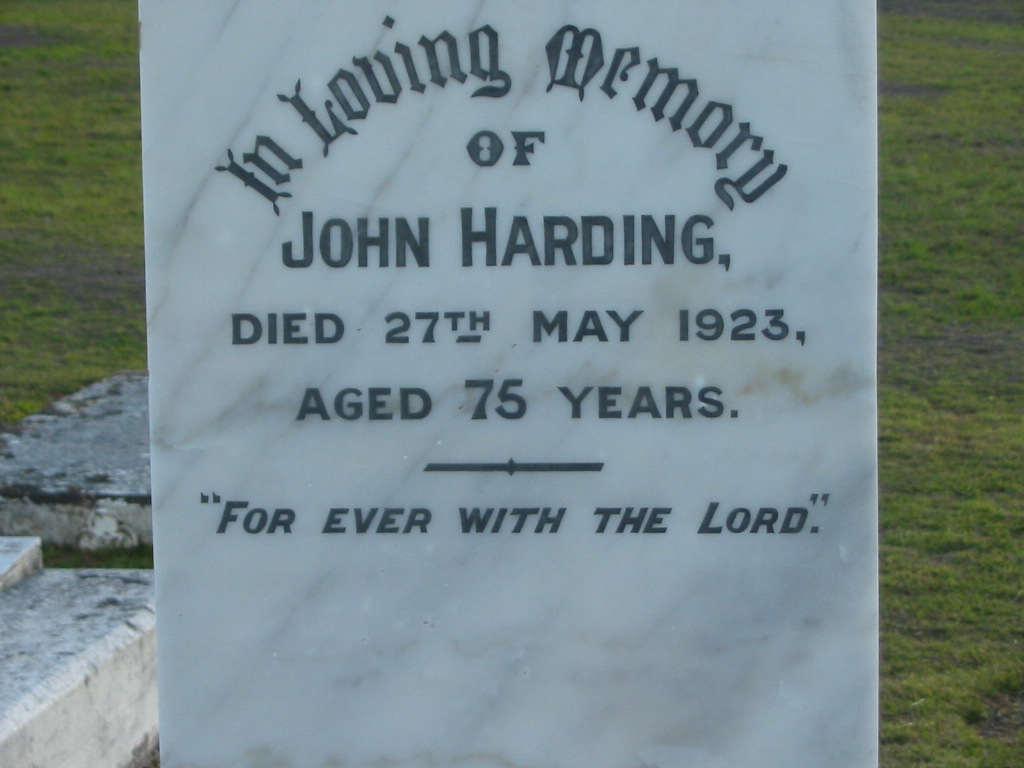 In Loving Memory
OF
JOHN HARDING,
DIED 27TH MAY 1923,
AGED 75 YEARS.
"FOR EVER WITH THE LORD."